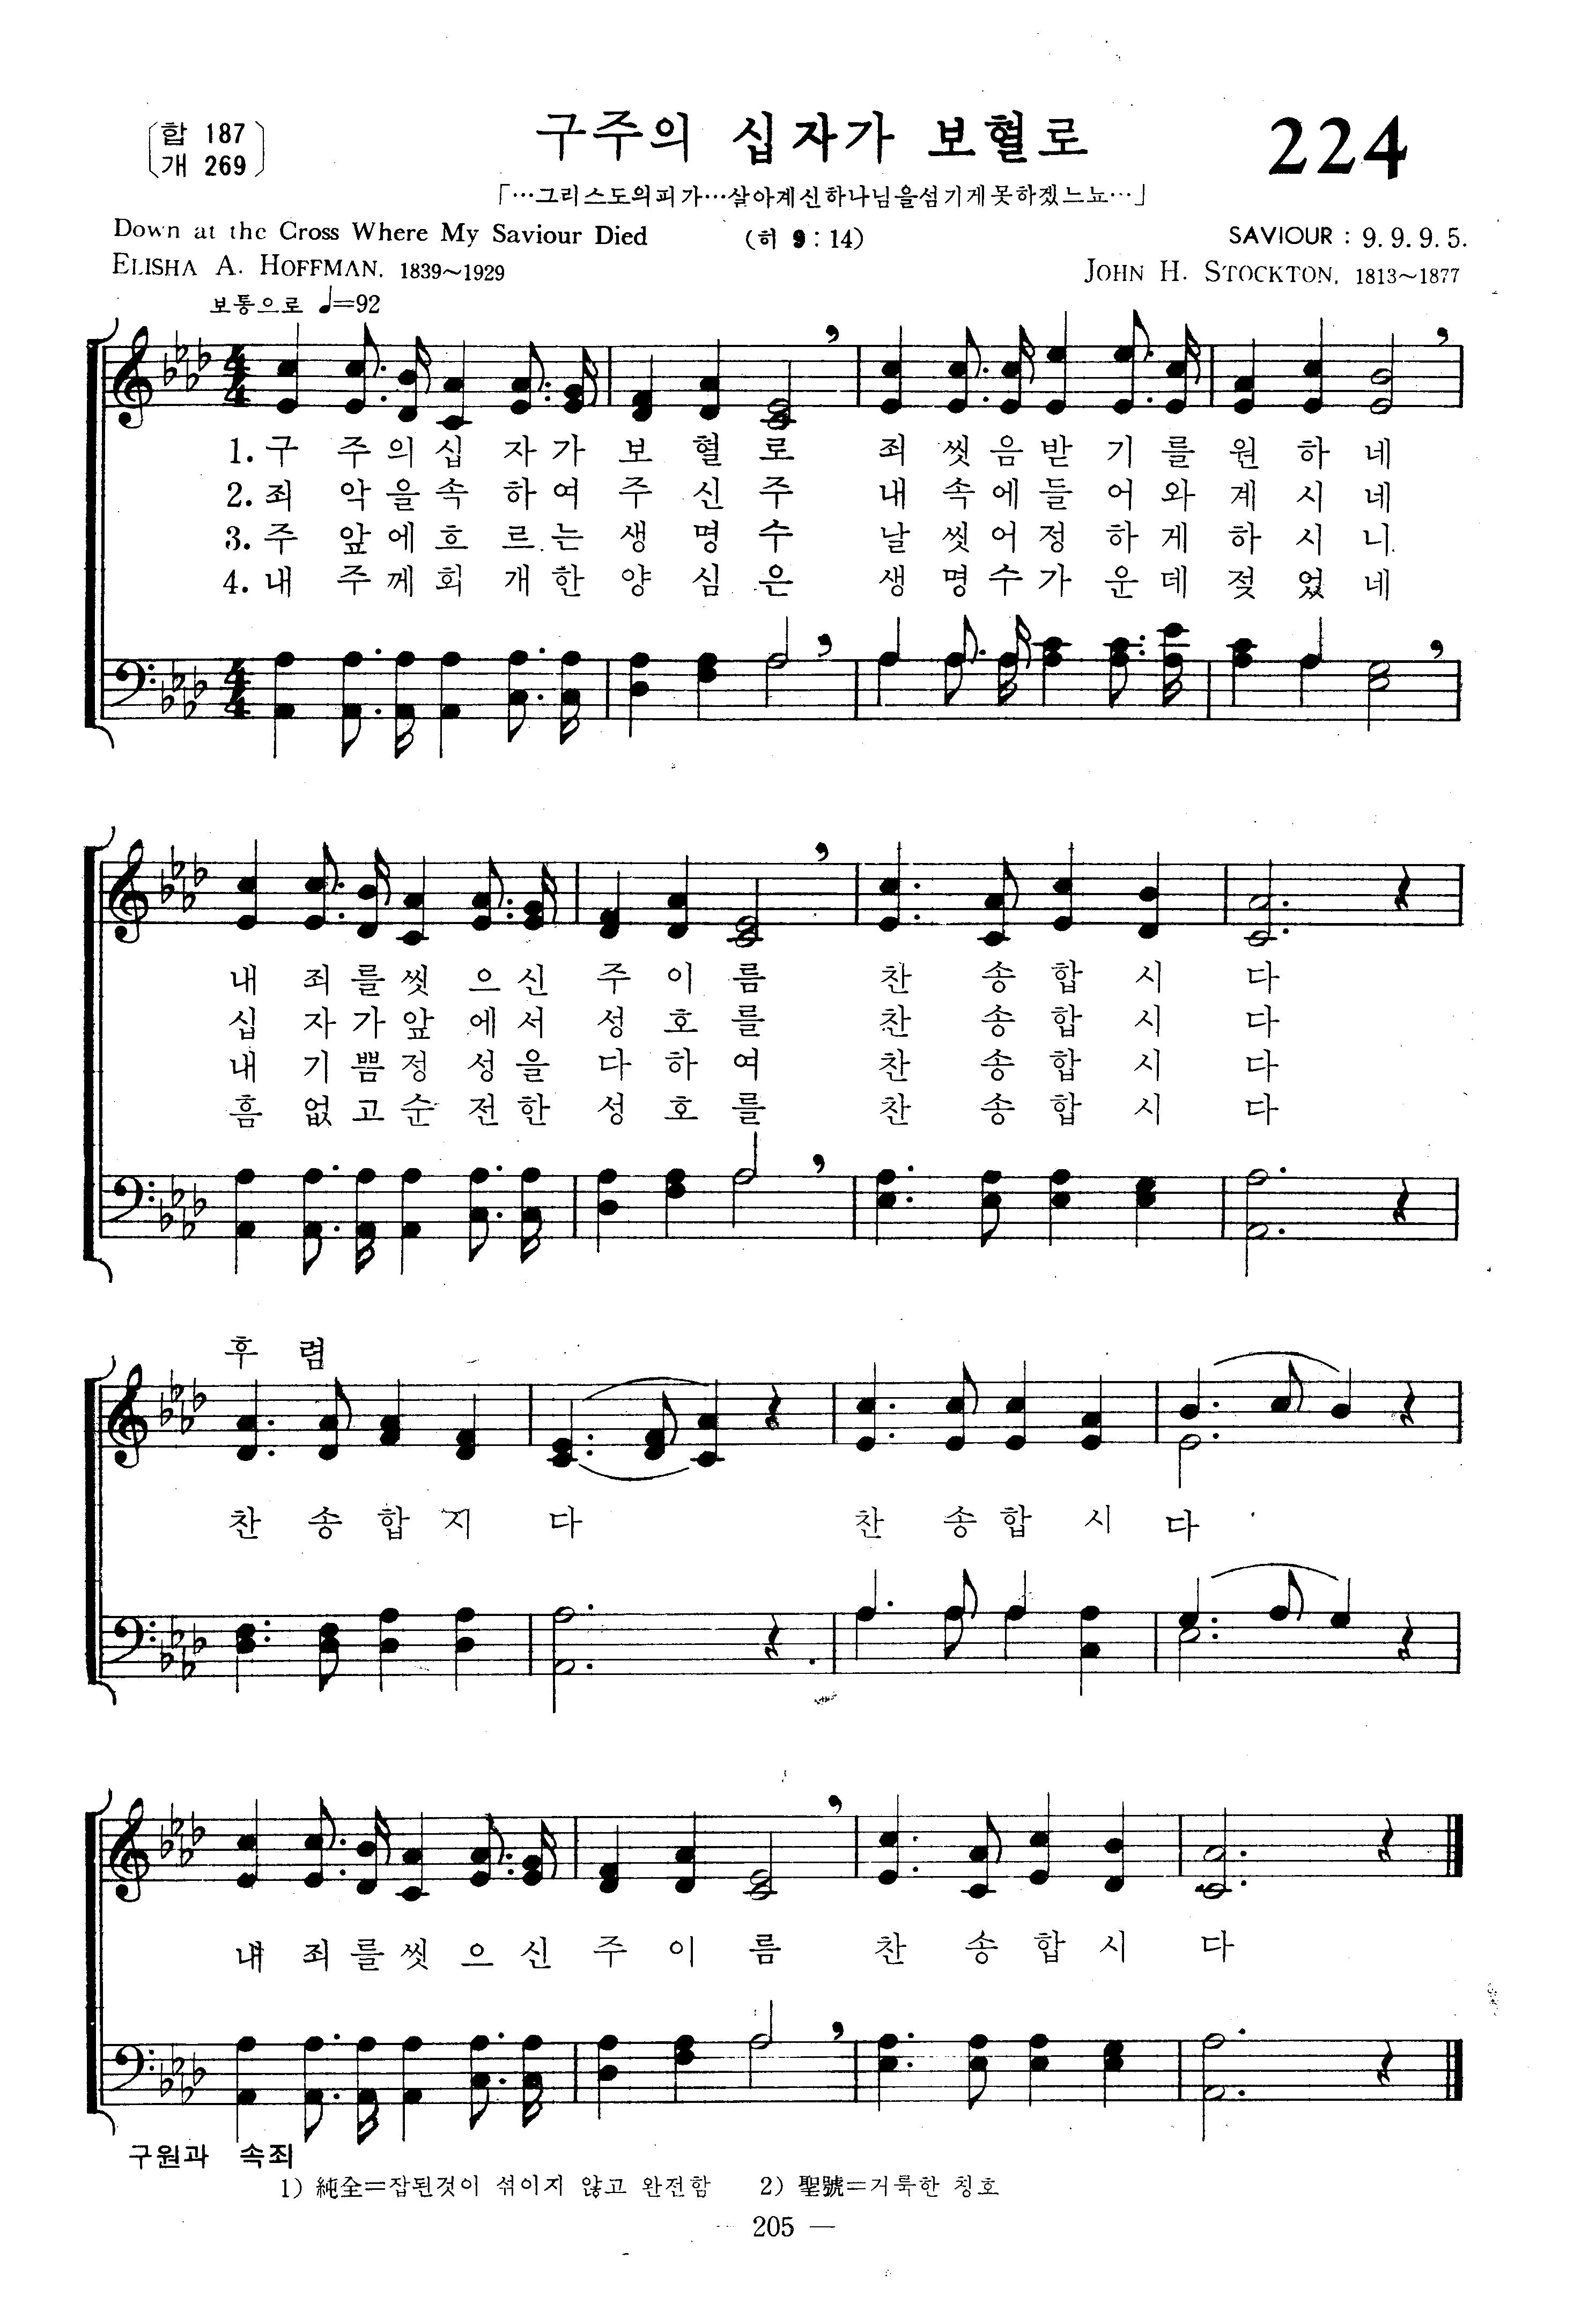 합 187
개 269
구주의 십자가 보혈로
224
「…그리스도의피가…살아계신하나님을섬기게못하겠느뇨…」
Down at the Cross Where My Saviour Died
(히 9 : 14)
SAVIOUR : 9. 9. 9. 5.
ELISHA A. HOFFMAN, 1839~1929
JOHN H. STOCKTON, 1813~1877
보통으로 ♩=92
1. 구 주의십 자가 보 혈 로 죄 씻음받 기를 원 하 네
2. 죄 악을속 하여 주 신 주 내 속에들 어와 계 시 네
3. 주 앞에흐 르는 생 명 수 날 씻어정 하게 하 시 니
4. 내 주께회 개한 양 심 은 생 명수가 운데 젖 었 네
내 죄를씻 으신 주 이 름 찬 송 합 시 다
십 자가앞 에서 성 호 를 찬 송 합 시 다
내 기쁨정 성을 다 하 여 찬 송 합 시 다
흠 없고순 전한 성 호 를 찬 송 합 시 다
후 렴
찬 송 합 시 다 찬 송 합 시 다
내 죄를씻 으신 주 이 름 찬 송 합 시 다
구원과 속죄
1) 純全=잡된것이 섞이지 않고 완전함 2) 聖號=거룩한 칭호
— 205 —